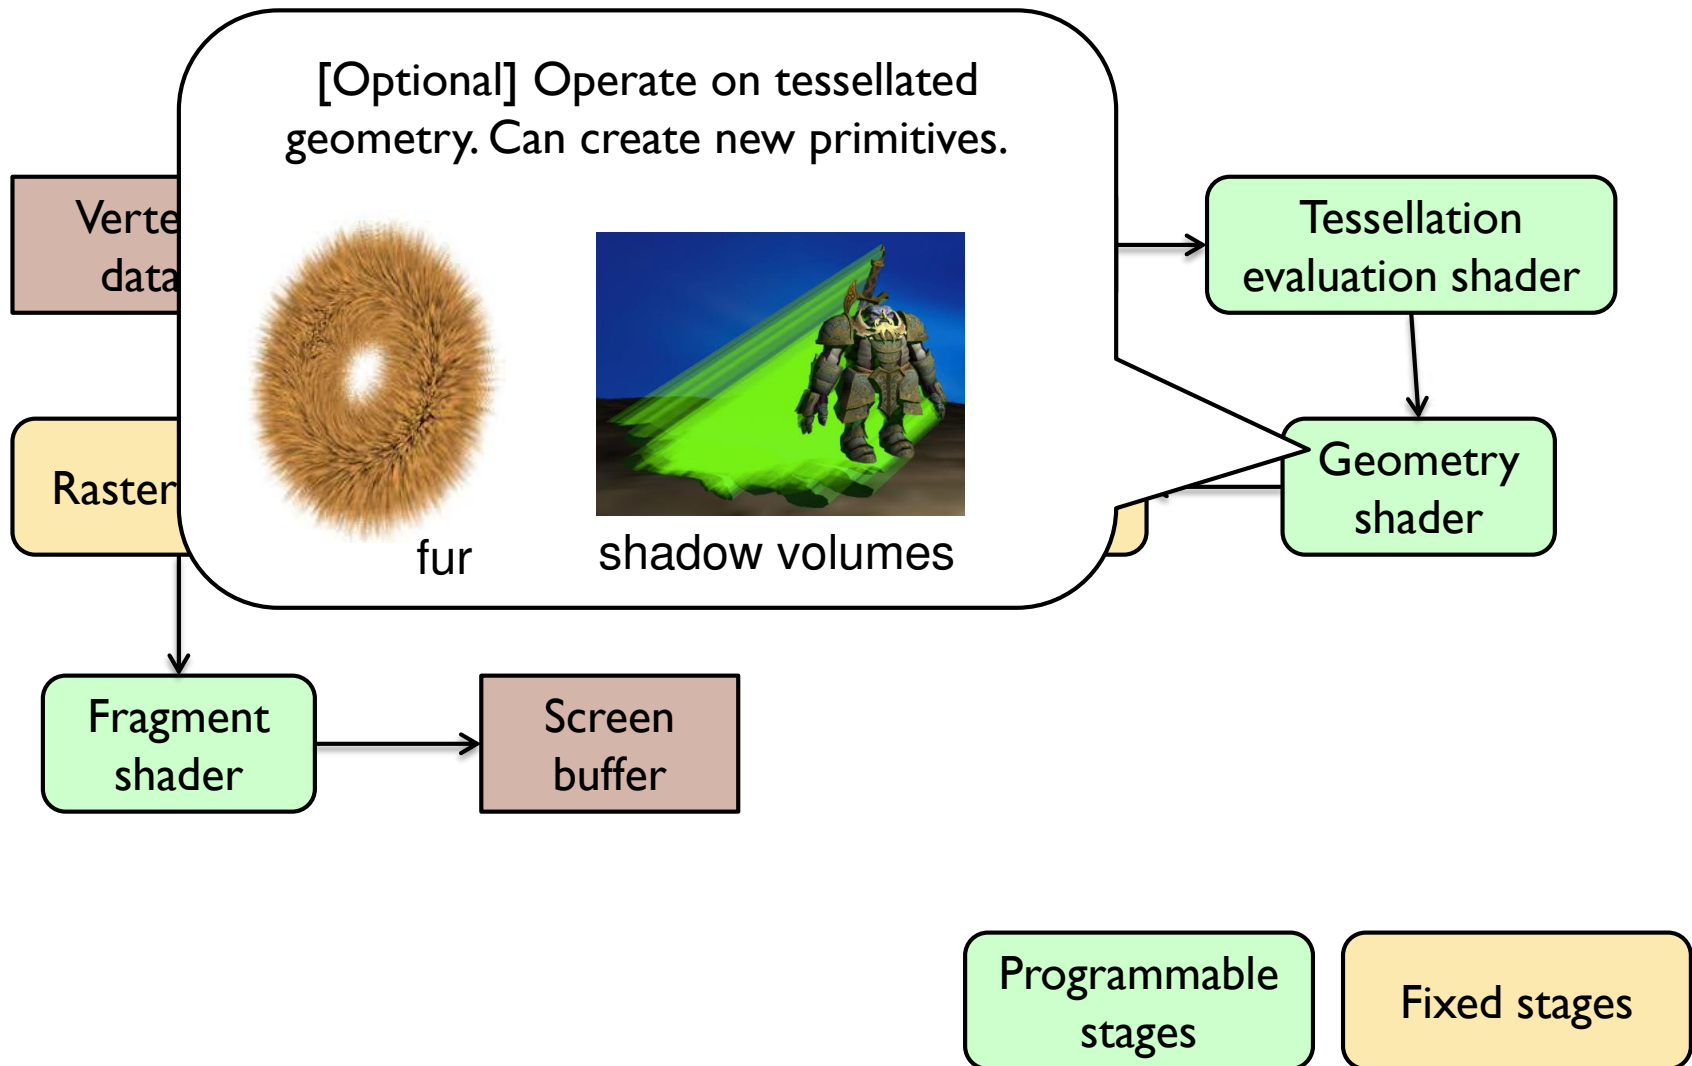 [Optional] Operate on tessellated
geometry. Can create new primitives.
fur
shadow volumes
Verte
data
Tessellation
evaluation shader
Raster
Geometry
shader
Fragment
shader
Screen
buffer
Programmable
stages
Fixed stages